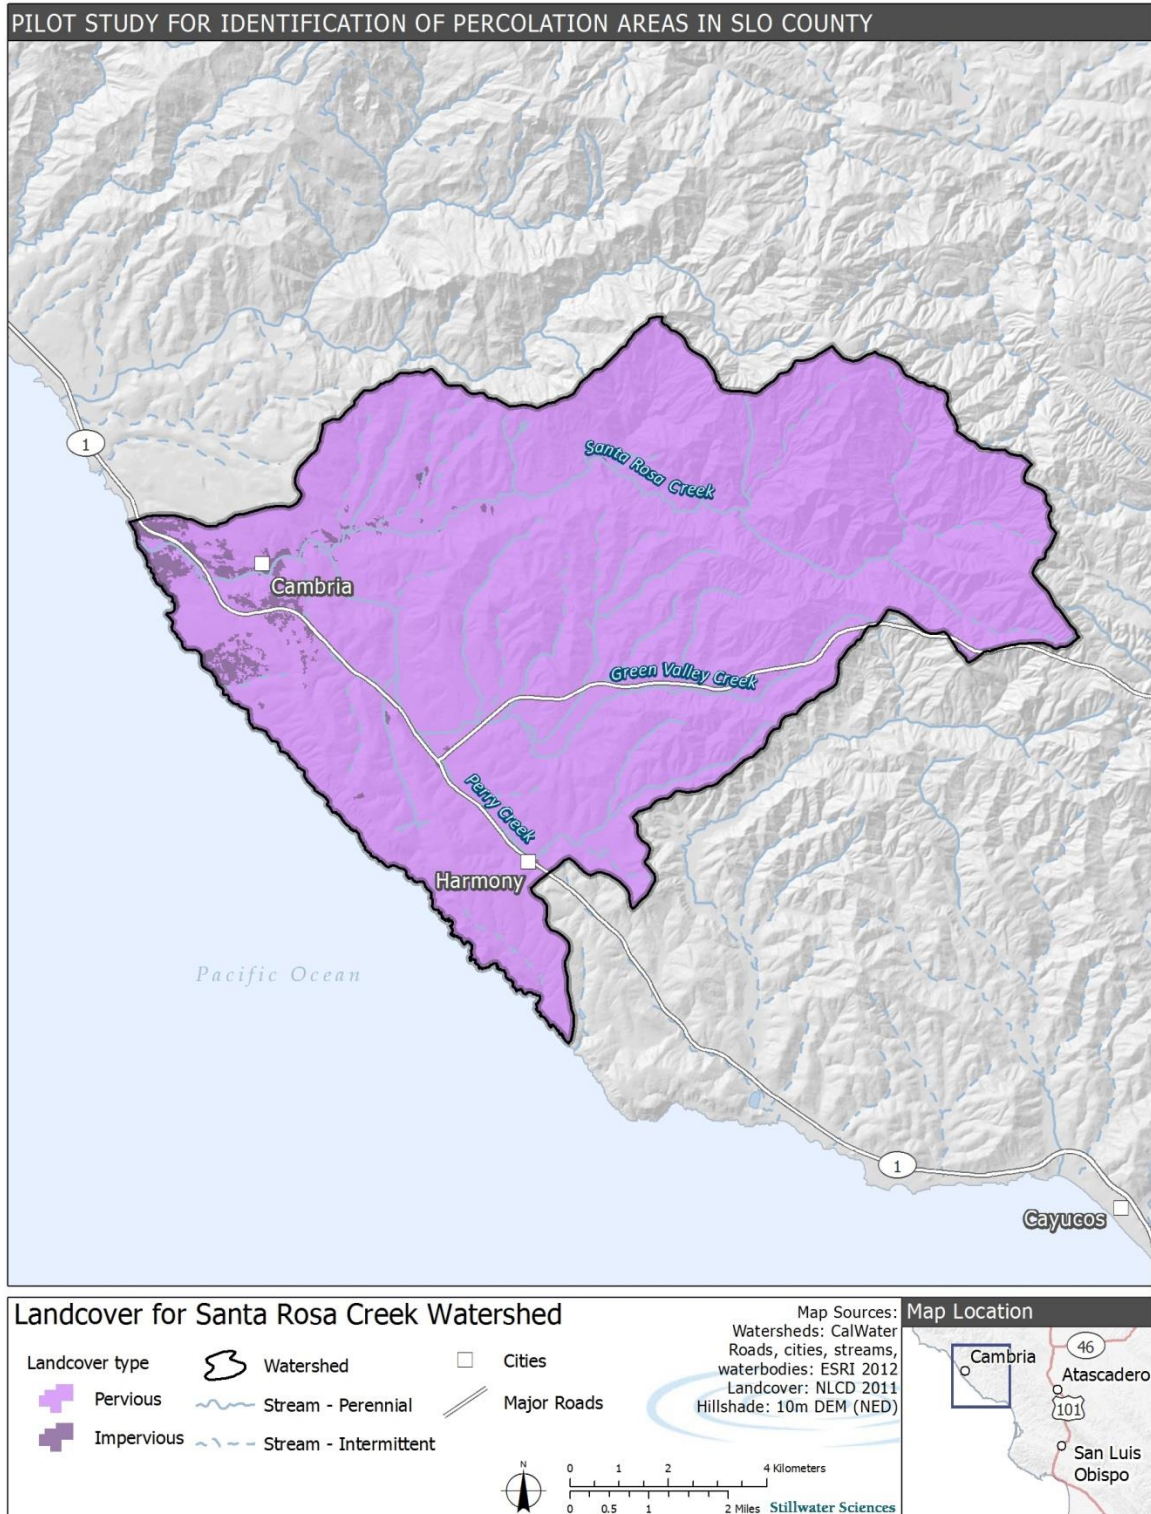 PILOT STUDY FOR IDENTIFICATION OF PERCOLATION AREAS IN SLO COUNTY
1
Santa Rosa Creek
Cambria
Green Valley Creek
Perry Creek
Harmony
Pacific Ocean
1
Cayucos
Landcover for Santa Rosa Creek Watershed
Landcover type
Pervious
Impervious
Watershed
Stream - Perennial
Stream - Intermittent
Cities
Major Roads
Map Sources:
Watersheds: CalWater
Roads, cities, streams,
waterbodies: ESRI 2012
Landcover: NLCD 2011
Hillshade: 10m DEM (NED)
N
0 1 2 4 Kilometers
0 0.5 1 2 Miles
Stillwater Sciences
Map Location
46
Cambria
Atascadero
101
San Luis
Obispo